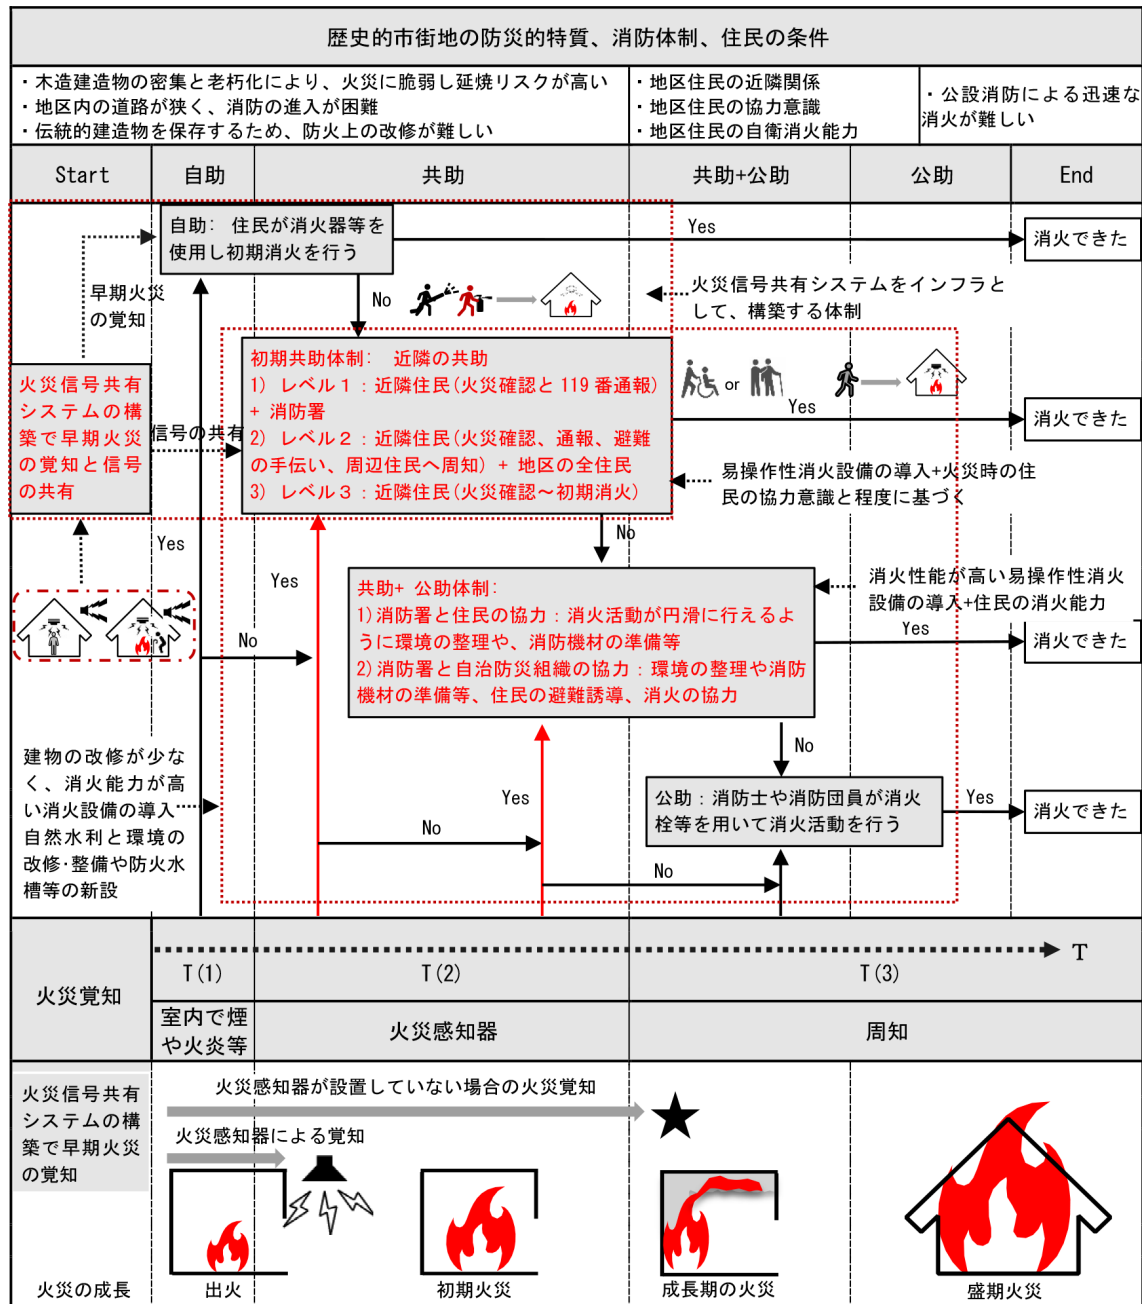 歴史的市街地の防災的特質、消防体制、住民の条件
・木造建造物の密集と老朽化により、火災に脆弱し延焼リスクが高い
・地区内の道路が狭く、消防の進入が困難
・伝統的建造物を保存するため、防火上の改修が難しい
・地区住民の近隣関係
・地区住民の協力意識
・地区住民の自衛消火能力
・公設消防による迅速な
消火が難しい
Start
自助
共助
共助+公助
公助
End
自助: 住民が消火器等を
使用し初期消火を行う
Yes
消火できた
早期火災
の覚知
No
火災信号共有システムをインフラと
して、構築する体制
火災信号共有
システムの構
築で早期火災
の覚知と信号
の共有
信号の共有
初期共助体制: 近隣の共助
1) レベル1：近隣住民(火災確認と119番通報)
+ 消防署
2) レベル2：近隣住民(火災確認、通報、避難
の手伝い、周辺住民へ周知) + 地区の全住民
3) レベル3：近隣住民(火災確認～初期消火)
or
Yes
消火できた
易操作性消火設備の導入+火災時の住
民の協力意識と程度に基づく
Yes
Yes
No
No
共助+ 公助体制:
1)消防署と住民の協力：消火活動が円滑に行えるよ
うに環境の整理や、消防機材の準備等
2)消防署と自治防災組織の協力：環境の整理や消防
機材の準備等、住民の避難誘導、消火の協力
消火性能が高い易操作性消火
設備の導入+住民の消火能力
Yes
消火できた
建物の改修が少な
く、消火能力が高
い消火設備の導入
自然水利と環境の
改修・整備や防火水
槽等の新設
No
Yes
No
公助：消防士や消防団員が消火
栓等を用いて消火活動を行う
Yes
消火できた
No
火災覚知
T
T(1)
T(2)
T(3)
室内で煙
や火炎等
火災感知器
周知
火災信号共有
システムの構
築で早期火災
の覚知
火災感知器が設置していない場合の火災覚知
火災感知器による覚知
火災の成長
出火
初期火災
成長期の火災
盛期火災